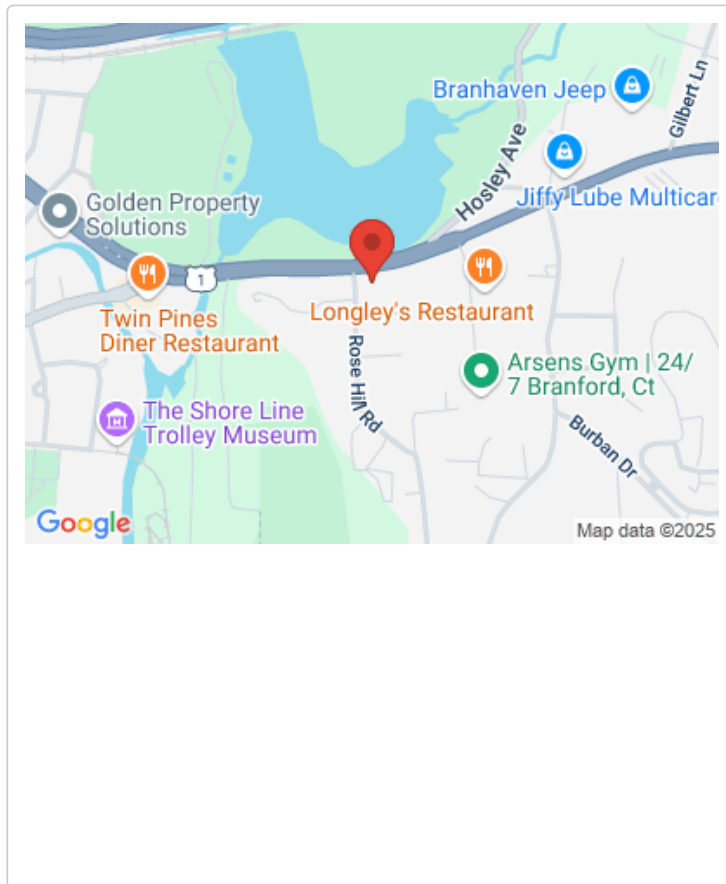 Branhaven Jeep
Gilbert Ln
Hosley Ave
Jiffy Lube Multicar
Golden Property
Solutions
1
Twin Pines
Diner Restaurant
Longley's Restaurant
Rose Hill Rd
Arsens Gym | 24/
7 Branford, Ct
The Shore Line
Trolley Museum
Burban Dr
Google
Map data ©2025